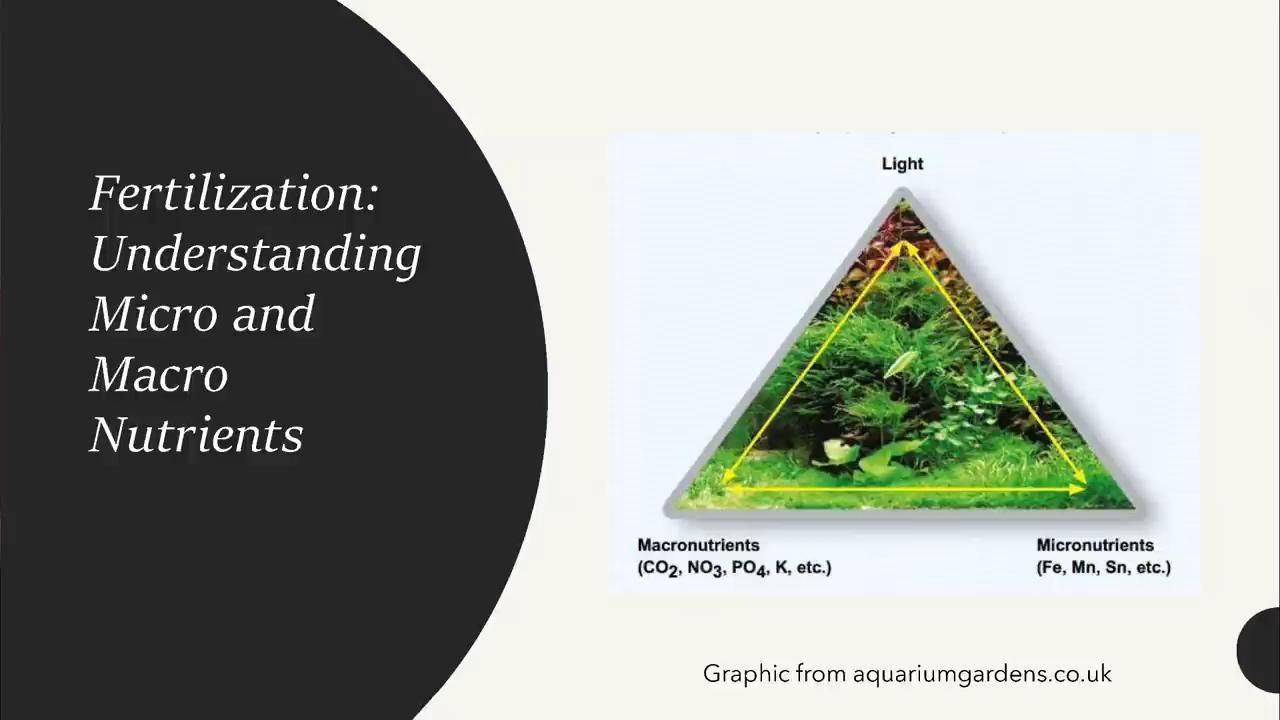 Fertilization:
Understanding
Micro and
Macro
Nutrients
Light
Macronutrients
(CO2, NO3, PO4, K, etc.)
Micronutrients
(Fe, Mn, Sn, etc.)
Graphic from aquariumgardens.co.uk